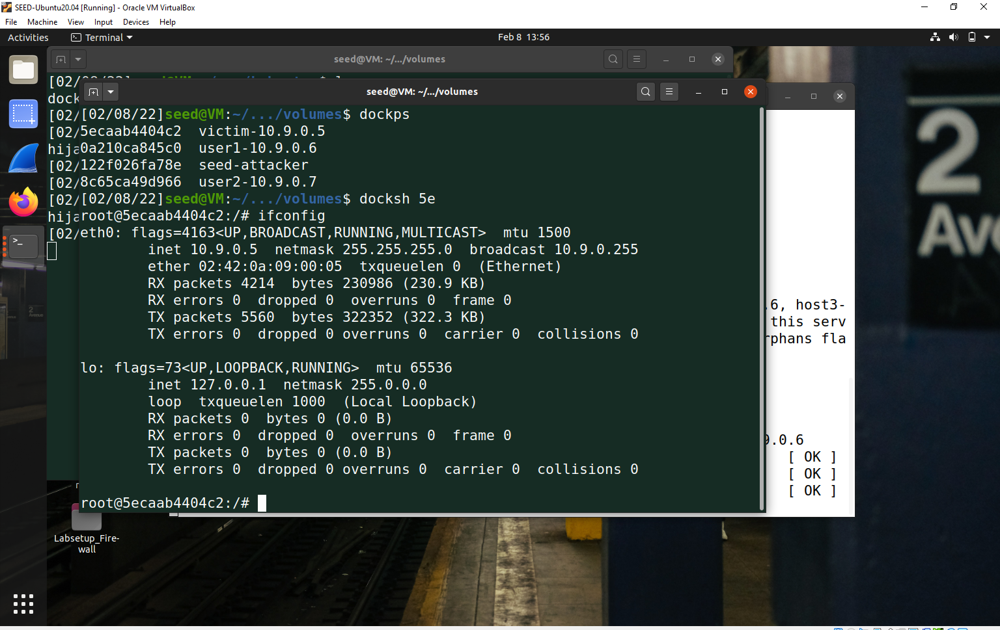 SEED-Ubuntu20.04 [Running] - Oracle VM VirtualBox
File Machine View Input Devices Help
Activities Terminal Feb 8 13:56
seed@VM: ~/.../volumes
[02/
dock
[02/
[02/
hija
[02/
[02/
[02/
hija
[02/
seed@VM: ~/.../volumes
[02/08/22]seed@VM:~/.../volumes$ dockps
5ecaab4404c2 victim-10.9.0.5
0a210ca845c0 user1-10.9.0.6
122f026fa78e seed-attacker
8c65ca49d966 user2-10.9.0.7
[02/08/22]seed@VM:~/.../volumes$ docksh 5e
root@5ecaab4404c2:/# ifconfig
eth0: flags=4163<UP,BROADCAST,RUNNING,MULTICAST> mtu 1500
inet 10.9.0.5 netmask 255.255.255.0 broadcast 10.9.0.255
ether 02:42:0a:09:00:05 txqueuelen 0 (Ethernet)
RX packets 4214 bytes 230986 (230.9 KB)
RX errors 0 dropped 0 overruns 0 frame 0
TX packets 5560 bytes 322352 (322.3 KB)
TX errors 0 dropped 0 overruns 0 carrier 0 collisions 0
lo: flags=73<UP,LOOPBACK,RUNNING> mtu 65536
inet 127.0.0.1 netmask 255.0.0.0
loop txqueuelen 1000 (Local Loopback)
RX packets 0 bytes 0 (0.0 B)
RX errors 0 dropped 0 overruns 0 frame 0
TX packets 0 bytes 0 (0.0 B)
TX errors 0 dropped 0 overruns 0 carrier 0 collisions 0
root@5ecaab4404c2:/#
.6, host3-
this serv
rphans fla
9.0.6
[ OK ]
[ OK ]
[ OK ]
2
Ave
Labsetup_Fire-
wall